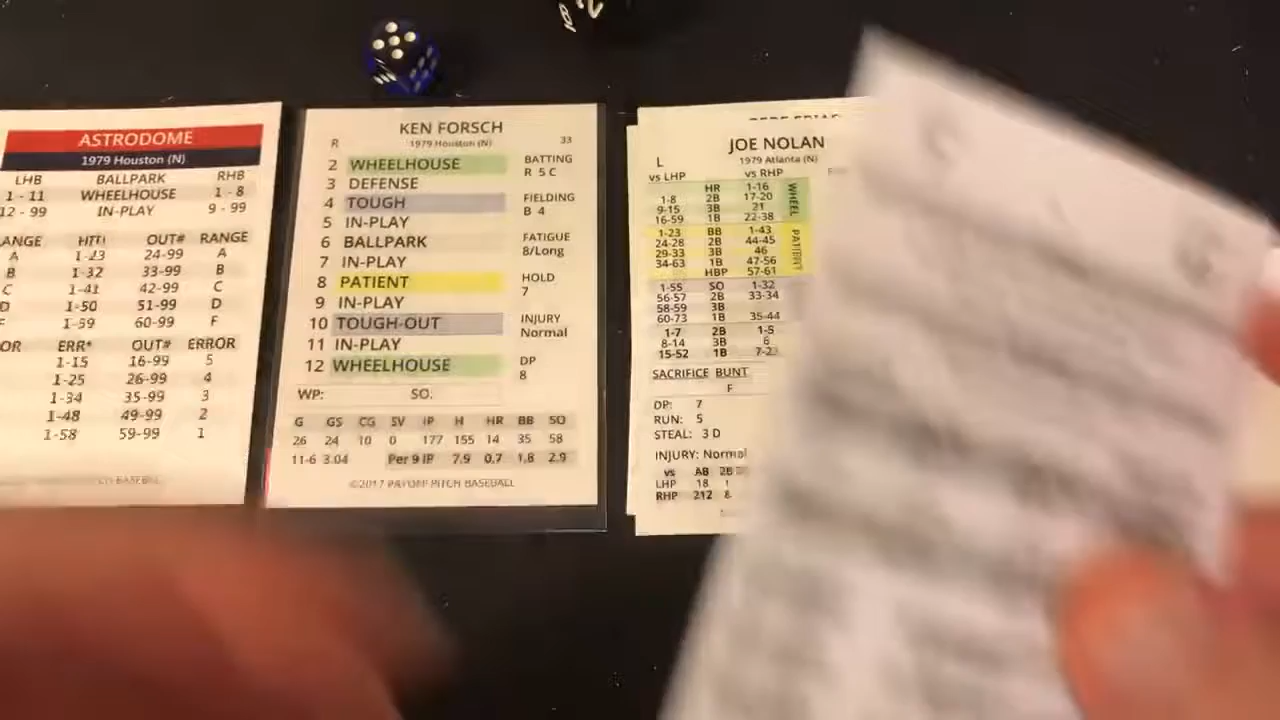 ASTRODOME
1979 Houston (N)
LHB BALLPARK RHB
1 - 11 WHEELHOUSE 1 - 8
12 - 99 IN-PLAY 9 - 99
ANGE HIT! OUT# RANGE
A 1-23 24-99 A
B 1-32 33-99 B
C 1-41 42-99 C
D 1-50 51-99 D
F 1-59 60-99 F
OR ERR* OUT# ERROR
1-15 16-99 5
1-25 26-99 4
1-34 35-99 3
1-48 49-99 2
1-58 59-99 1
KEN FORSCH
R 1979 Houston (N) 33
2 WHEELHOUSE
3 DEFENSE
4 TOUGH
5 IN-PLAY
6 BALLPARK
7 IN-PLAY
8 PATIENT
9 IN-PLAY
10 TOUGH-OUT
11 IN-PLAY
12 WHEELHOUSE
BATTING
R 5 C
FIELDING
B 4
FATIGUE
8/Long
HOLD
7
INJURY
Normal
DP
8
WP: SO:
G GS CG SV IP H HR BB SO
26 24 10 0 177 155 14 35 58
11-6 3.04 Per 9 IP 7.9 0.7 1.8 2.9
©2017 PAYOFF PITCH BASEBALL
JOE NOLAN
L 1979 Atlanta (N)
vs LHP vs RHP
HR 1-16
1-8 2B 17-20
9-15 3B 21
16-59 1B 22-38
WHEEL
1-23 BB 1-43
24-28 2B 44-45
29-33 3B 46
34-63 1B 47-56
HBP 57-61
PATIENT
1-55 SO 1-32
56-57 2B 33-34
58-59 3B
60-73 1B 35-44
1-7 2B 1-5
8-14 3B 6
15-52 1B
SACRIFICE BUNT
F
DP: 7
RUN: 5
STEAL: 3 D
INJURY: Normal
vs AB 2B
LHP 18 1
RHP 212 8